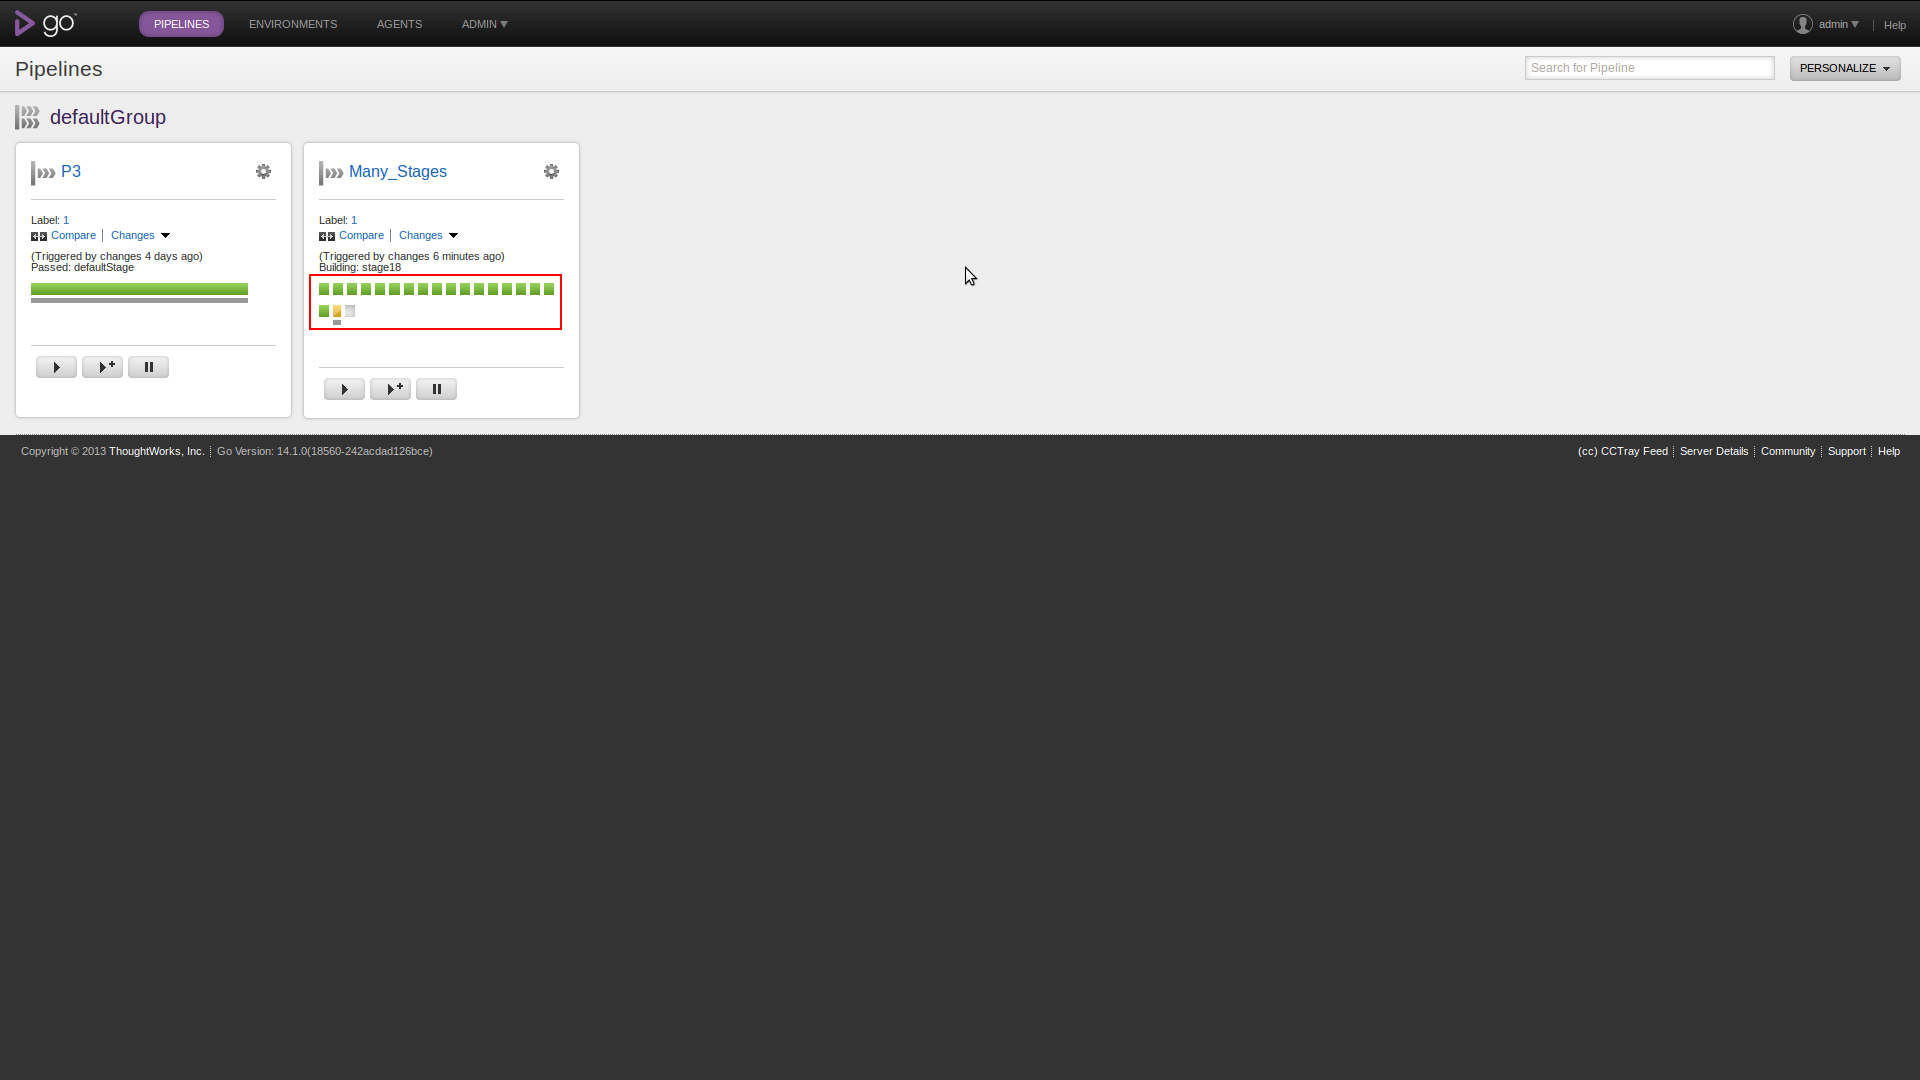 go™ PIPELINES ENVIRONMENTS AGENTS ADMIN admin | Help
Pipelines Search for Pipeline PERSONALIZE
defaultGroup
P3
Label: 1
Compare Changes
(Triggered by changes 4 days ago)
Passed: defaultStage
Many_Stages
Label: 1
Compare Changes
(Triggered by changes 6 minutes ago)
Building: stage18
Copyright © 2013 ThoughtWorks, Inc. Go Version: 14.1.0(18560-242acdad126bce) (cc) CCTray Feed Server Details Community Support Help